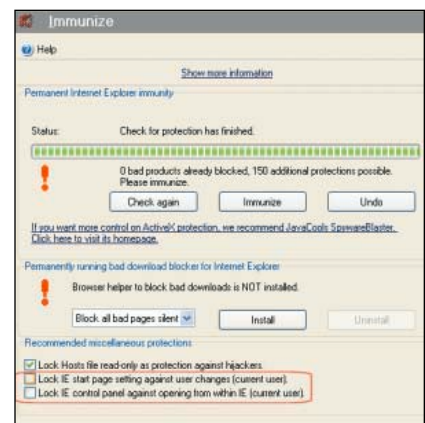 Immunize
Help
Show more information
Permanent Internet Explorer immunity
Status: Check for protection has finished.
0 bad products already blocked, 150 additional protections possible.
Please immunize.
Check again Immunize Undo
If you want more control on ActiveX protection, we recommend JavaCools SpywareBlaster.
Click here to visit its homepage.
Permanently running bad download blocker for Internet Explorer
Browser helper to block bad downloads is NOT installed.
Block all bad pages silent Install Uninstall
Recommended miscellaneous protections
Lock Hosts file read-only as protection against hijackers.
Lock IE start page setting against user changes (current user).
Lock IE control panel against opening from within IE (current user).